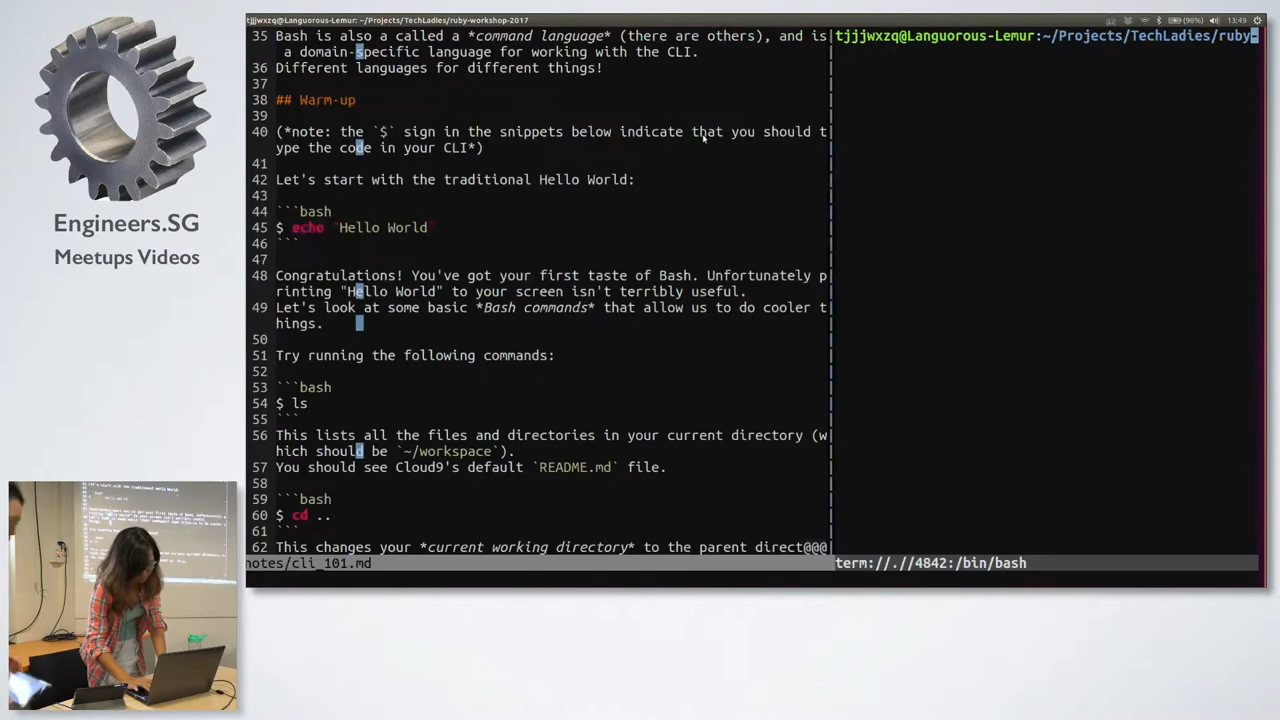 tjjjwxzq@Languorous-Lemur: ~/Projects/TechLadies/ruby-workshop-2017
(98%) 13:49
35 Bash is also a called a *command language* (there are others), and is
a domain-specific language for working with the CLI.
36 Different languages for different things!
37
38 ## Warm-up
39
40 (*note: the `$` sign in the snippets below indicate that you should t
ype the code in your CLI*)
41
42 Let's start with the traditional Hello World:
43
44 ```bash
45 $ echo "Hello World"
46 ```
47
48 Congratulations! You've got your first taste of Bash. Unfortunately p
rinting "Hello World" to your screen isn't terribly useful.
49 Let's look at some basic *Bash commands* that allow us to do cooler t
hings.
50
51 Try running the following commands:
52
53 ```bash
54 $ ls
55 ```
56 This lists all the files and directories in your current directory (w
hich should be `~/workspace`).
57 You should see Cloud9's default `README.md` file.
58
59 ```bash
60 $ cd ..
61 ```
62 This changes your *current working directory* to the parent direct@@@
notes/cli_101.md
tjjjwxzq@Languorous-Lemur:~/Projects/TechLadies/ruby-
term://.//4842:/bin/bash
Engineers.SG
Meetups Videos